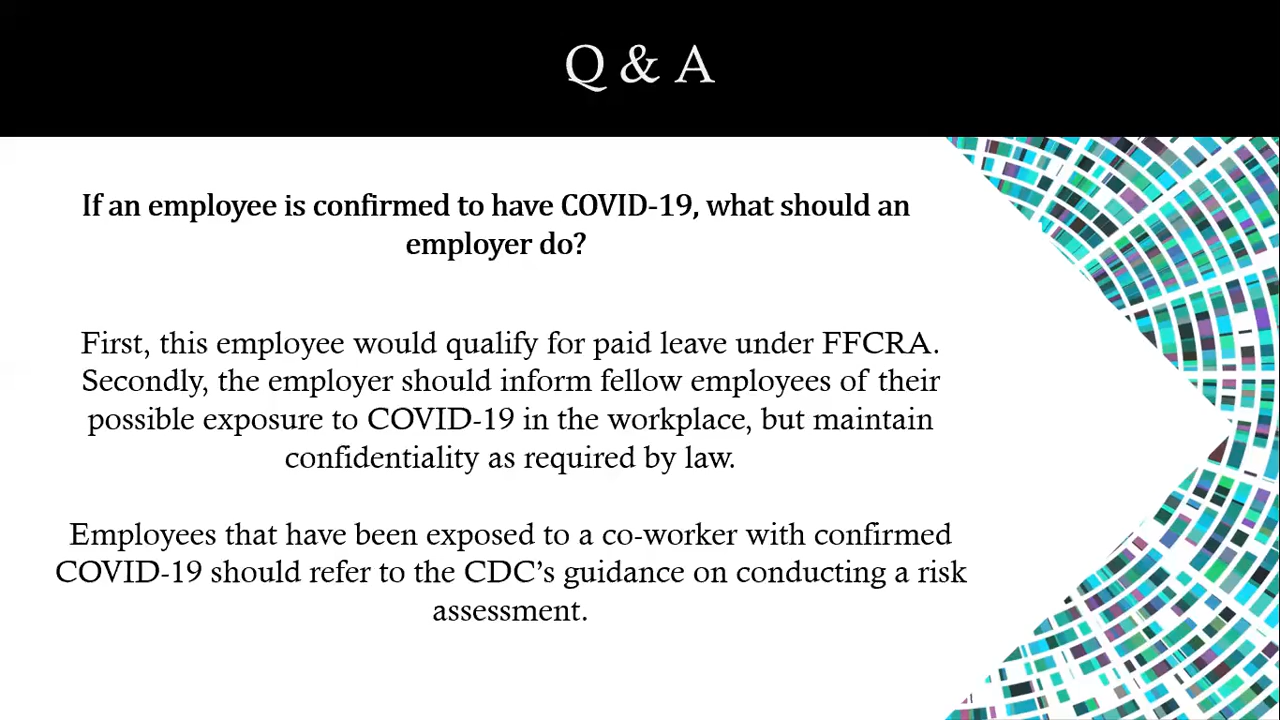 Q & A
If an employee is confirmed to have COVID-19, what should an
employer do?
First, this employee would qualify for paid leave under FFCRA.
Secondly, the employer should inform fellow employees of their
possible exposure to COVID-19 in the workplace, but maintain
confidentiality as required by law.
Employees that have been exposed to a co-worker with confirmed
COVID-19 should refer to the CDC's guidance on conducting a risk
assessment.